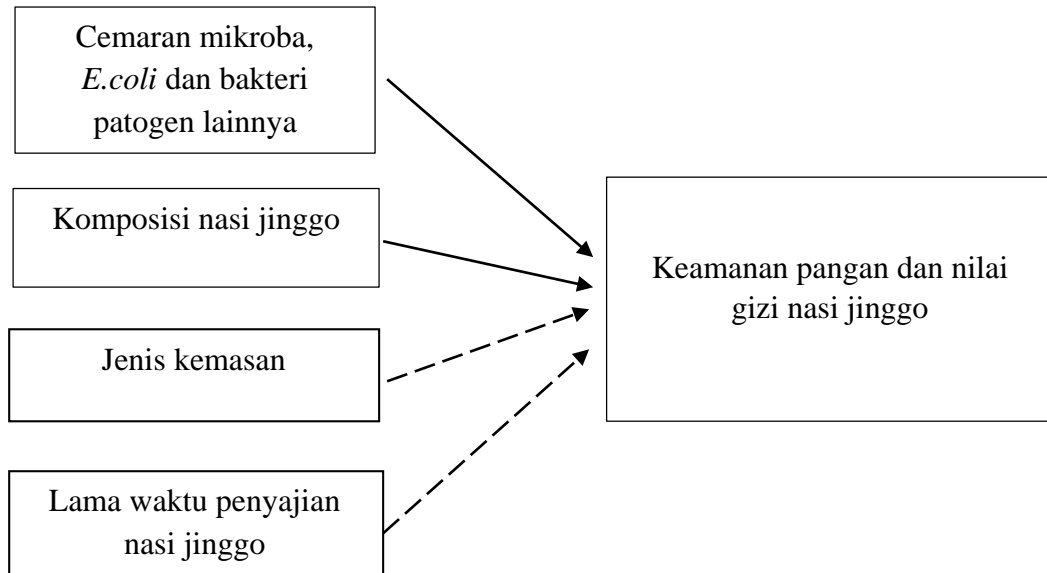 Cemaran mikroba,
E.coli dan bakteri
patogen lainnya
Komposisi nasi jinggo
Keamanan pangan dan nilai
gizi nasi jinggo
Jenis kemasan
Lama waktu penyajian
nasi jinggo